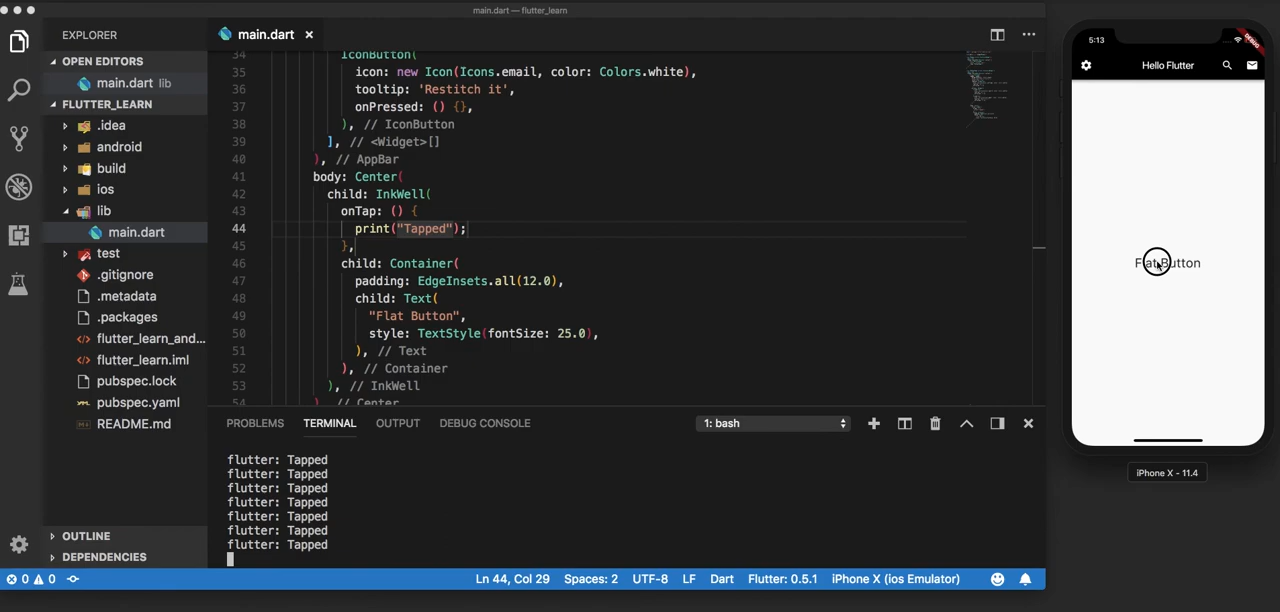 main.dart — flutter_learn
EXPLORER
OPEN EDITORS
main.dart lib
FLUTTER_LEARN
.idea
android
build
ios
lib
main.dart
test
.gitignore
.metadata
.packages
flutter_learn_and...
flutter_learn.iml
pubspec.lock
pubspec.yaml
README.md
OUTLINE
DEPENDENCIES
main.dart
34 IconButton(
35 icon: new Icon(Icons.email, color: Colors.white),
36 tooltip: 'Restitch it',
37 onPressed: () {},
38 ), // IconButton
39 ], // <Widget>[]
40 ), // AppBar
41 body: Center(
42 child: InkWell(
43 onTap: () {
44 print("Tapped");
45 },
46 child: Container(
47 padding: EdgeInsets.all(12.0),
48 child: Text(
49 "Flat Button",
50 style: TextStyle(fontSize: 25.0),
51 ), // Text
52 ), // Container
53 ), // InkWell
54 ) // Center
PROBLEMS TERMINAL OUTPUT DEBUG CONSOLE 1: bash
flutter: Tapped
flutter: Tapped
flutter: Tapped
flutter: Tapped
flutter: Tapped
flutter: Tapped
flutter: Tapped
0 0 Ln 44, Col 29 Spaces: 2 UTF-8 LF Dart Flutter: 0.5.1 iPhone X (ios Emulator)
5:13
DEBUG
Hello Flutter
Flat Button
iPhone X - 11.4